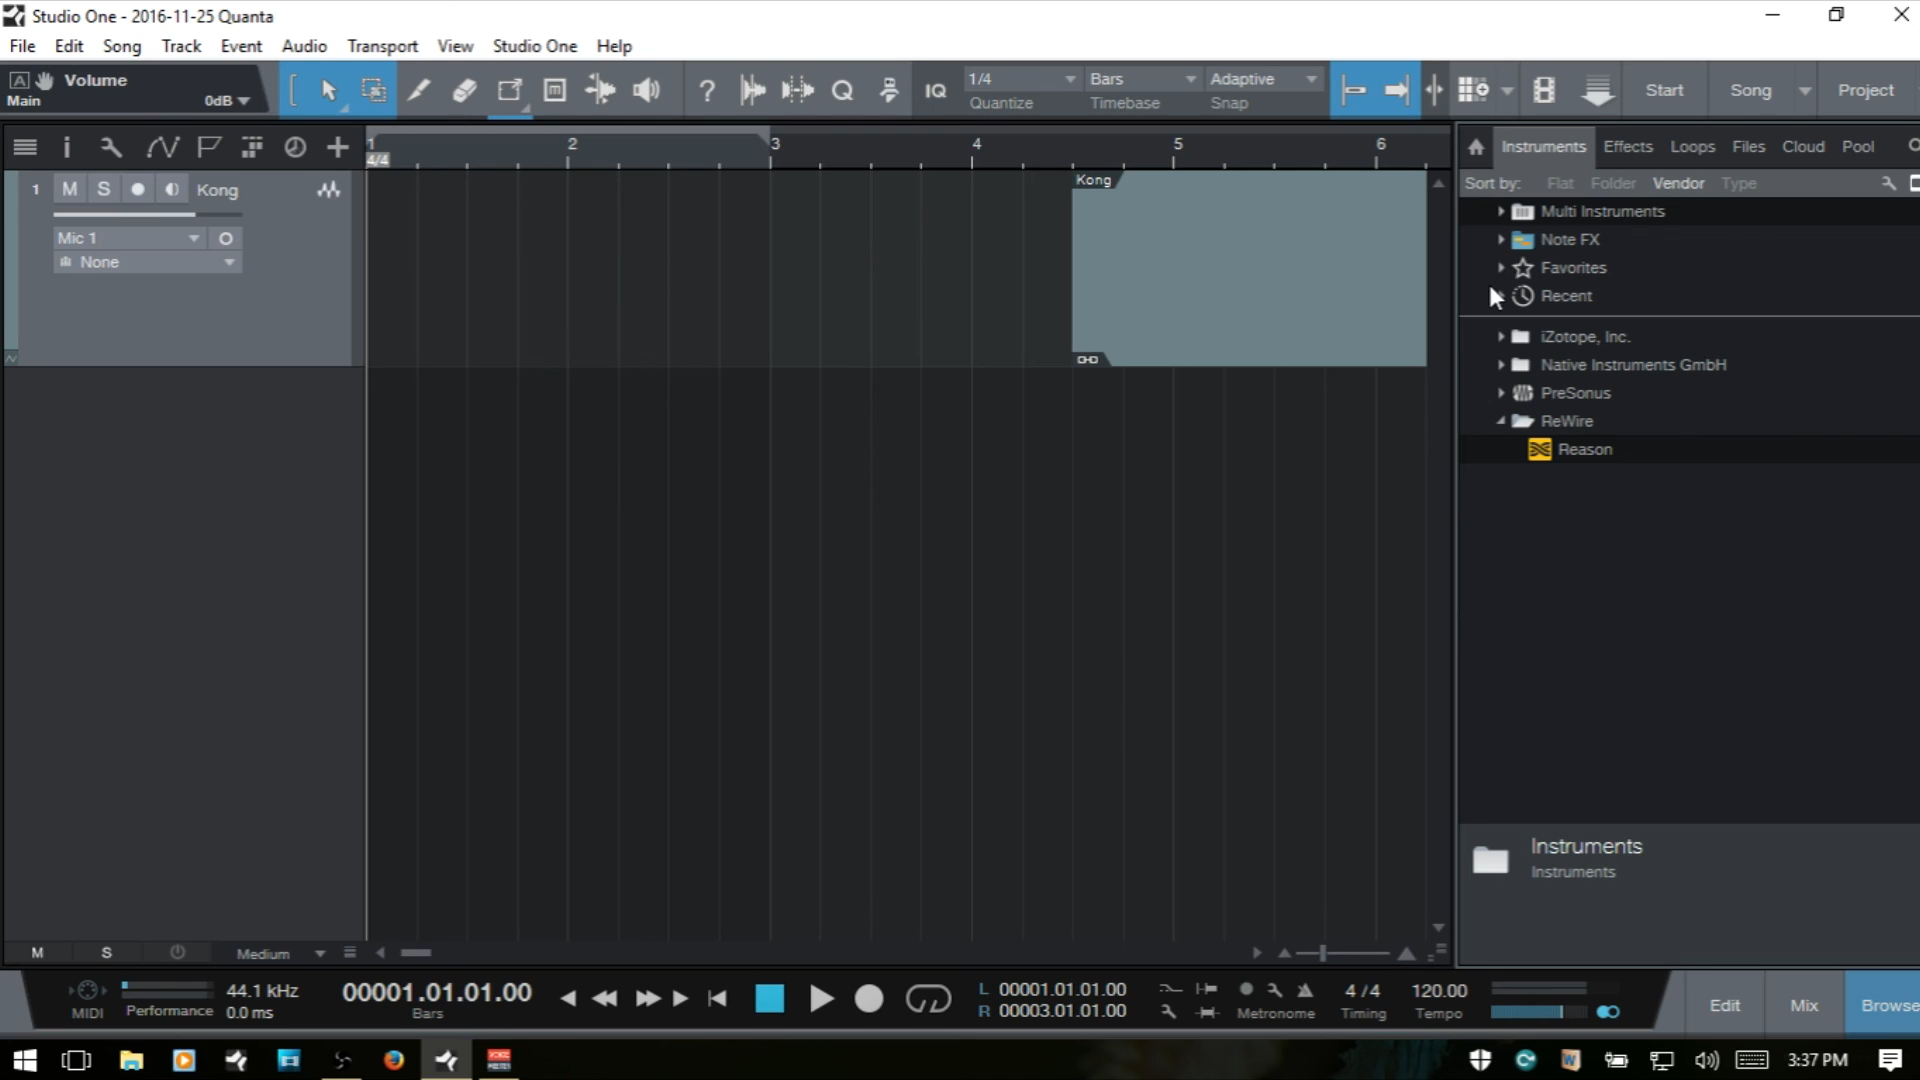 Studio One - 2016-11-25 Quanta
File Edit Song Track Event Audio Transport View Studio One Help
A Volume
Main 0dB
? Q IQ
1/4 Bars Adaptive
Quantize Timebase Snap
Start Song Project
1 2 3 4 5 6
4/4
Instruments Effects Loops Files Cloud Pool
Sort by: Flat Folder Vendor Type
1 M S Kong
Mic 1
None
Kong
Multi Instruments
Note FX
Favorites
Recent
iZotope, Inc.
Native Instruments GmbH
PreSonus
ReWire
Reason
Instruments
Instruments
M S Medium
MIDI
Performance
44.1 kHz
0.0 ms
00001.01.01.00
Bars
L 00001.01.01.00
R 00003.01.01.00
Metronome
4 / 4
Timing
120.00
Tempo
Edit Mix Browse
3:37 PM